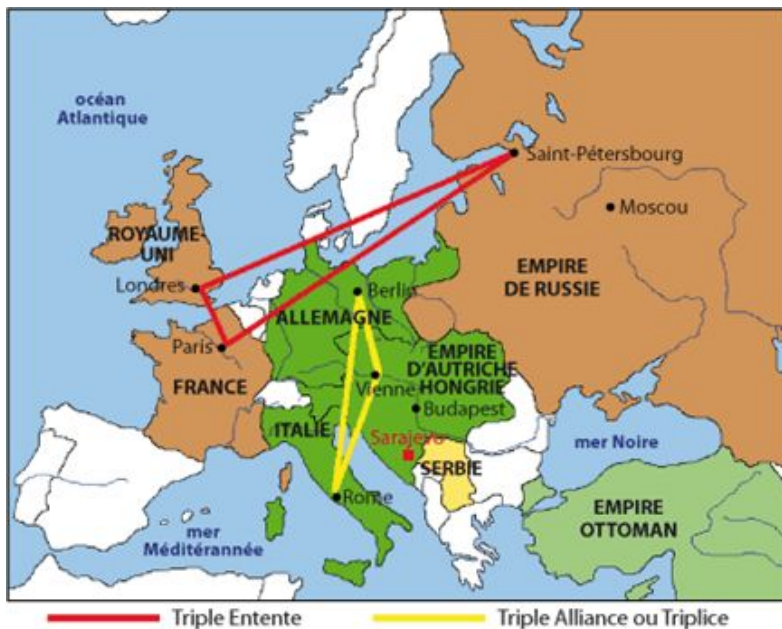 océan
Atlantique
Saint-Pétersbourg
Moscou
ROYAUME-
UNI
EMPIRE
DE RUSSIE
Londres
Berlin
ALLEMAGNE
Paris
EMPIRE
D'AUTRICHE
HONGRIE
FRANCE
Vienne
Budapest
ITALIE
Sarajevo
mer Noire
SERBIE
Rome
EMPIRE
OTTOMAN
mer
Méditérrannée
Triple Entente
Triple Alliance ou Triplice